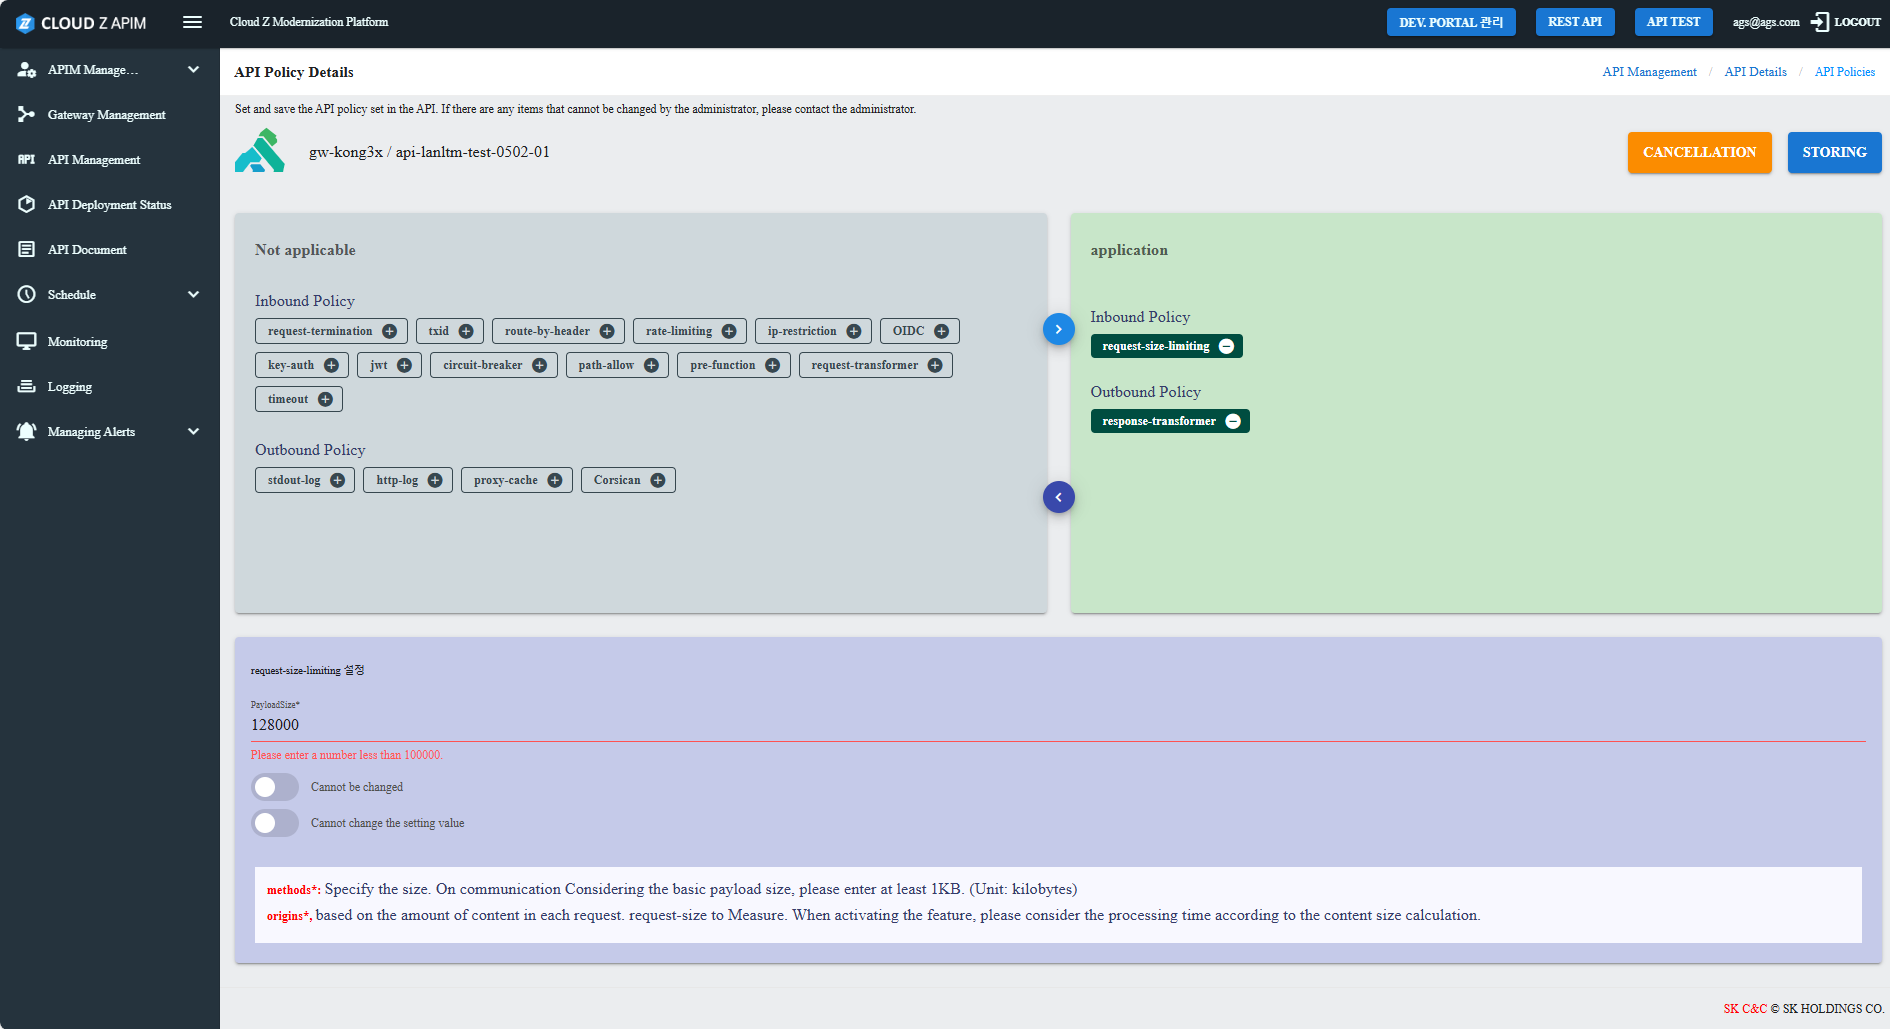 CLOUD Z APIM
Cloud Z Modernization Platform
DEV. PORTAL 관리
REST API
API TEST
ags@ags.com
LOGOUT
APIM Manage...
Gateway Management
API Management
API Deployment Status
API Document
Schedule
Monitoring
Logging
Managing Alerts
API Policy Details
API Management / API Details / API Policies
Set and save the API policy set in the API. If there are any items that cannot be changed by the administrator, please contact the administrator.
gw-kong3x / api-lanltm-test-0502-01
CANCELLATION
STORING
Not applicable
Inbound Policy
request-termination txid route-by-header rate-limiting ip-restriction OIDC
key-auth jwt circuit-breaker path-allow pre-function request-transformer
timeout
Outbound Policy
stdout-log http-log proxy-cache Corsican
application
Inbound Policy
request-size-limiting
Outbound Policy
response-transformer
request-size-limiting 설정
PayloadSize*
128000
Please enter a number less than 100000.
Cannot be changed
Cannot change the setting value
methods*: Specify the size. On communication Considering the basic payload size, please enter at least 1KB. (Unit: kilobytes)
origins*, based on the amount of content in each request. request-size to Measure. When activating the feature, please consider the processing time according to the content size calculation.
SK C&C © SK HOLDINGS CO.